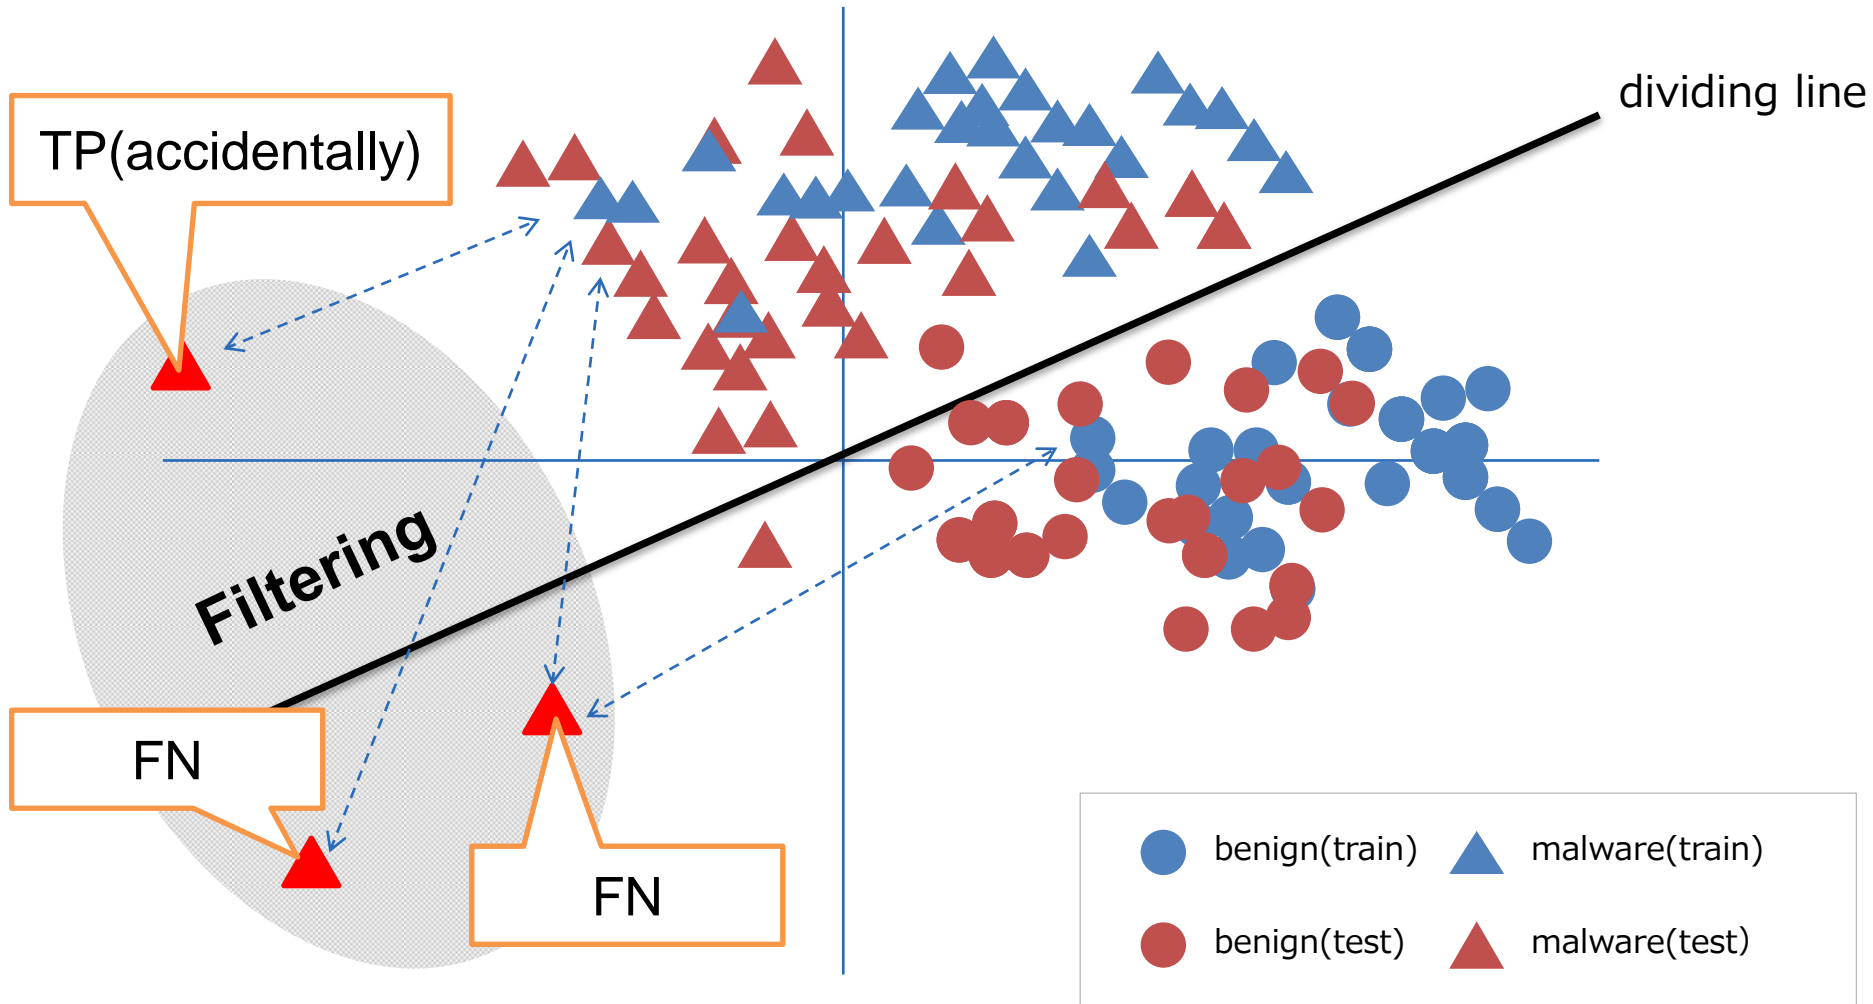 dividing line
TP(accidentally)
Filtering
FN
FN
benign(train)
malware(train)
benign(test)
malware(test)